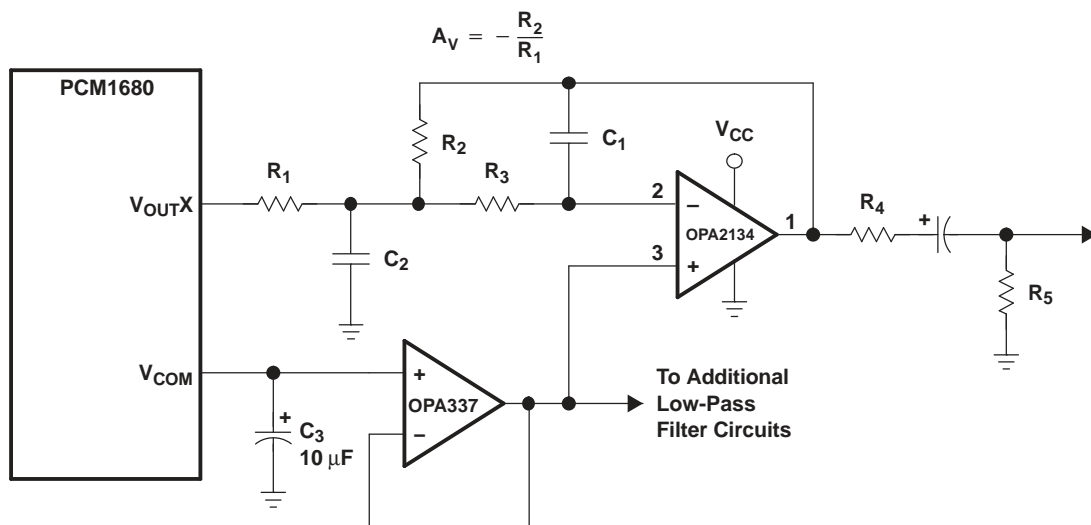 A_V = − R_2/R_1
PCM1680
V_CC
R_2
C_1
R_1
R_3
V_OUTX
2
−
R_4
+
OPA2134
1
3
+
C_2
R_5
V_COM
+
OPA337
−
To Additional
Low-Pass
Filter Circuits
+
C_3
10 μF